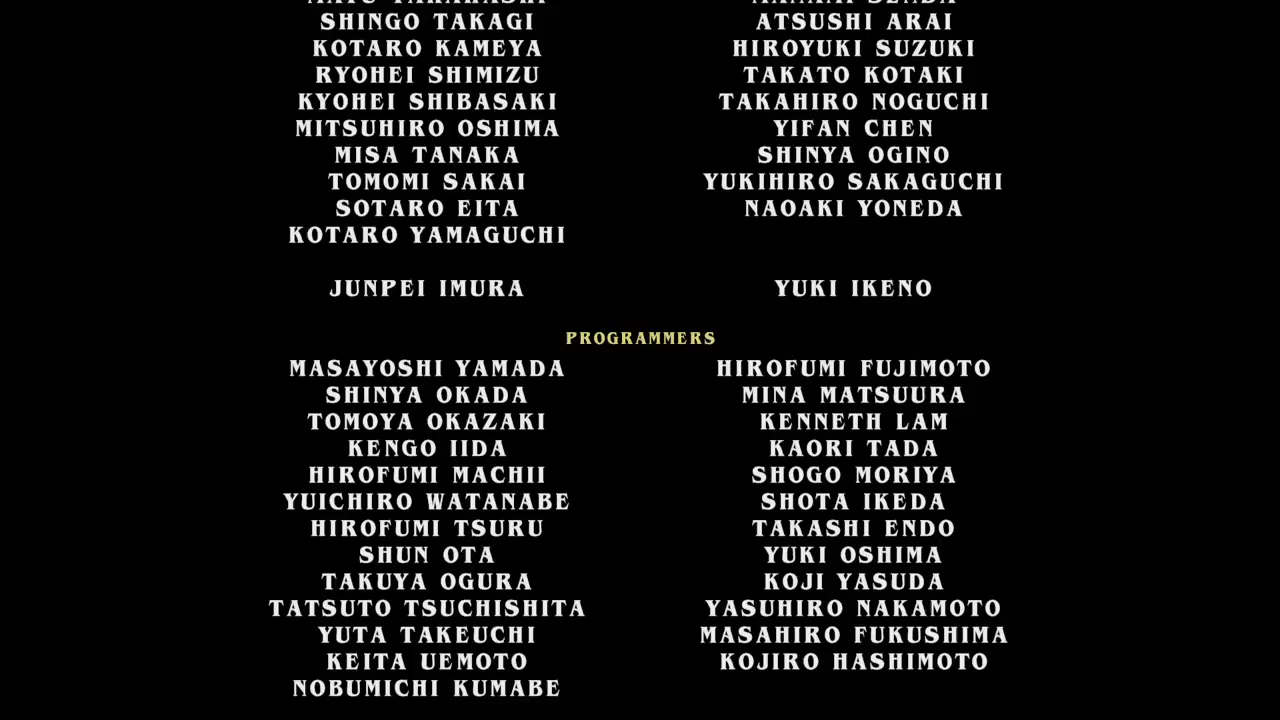 SHINGO TAKAGI ATSUSHI ARAI
KOTARO KAMEYA HIROYUKI SUZUKI
RYOHEI SHIMIZU TAKATO KOTAKI
KYOHEI SHIBASAKI TAKAHIRO NOGUCHI
MITSUHIRO OSHIMA YIFAN CHEN
MISA TANAKA SHINYA OGINO
TOMOMI SAKAI YUKIHIRO SAKAGUCHI
SOTARO EITA NAOAKI YONEDA
KOTARO YAMAGUCHI
JUNPEI IMURA YUKI IKENO
PROGRAMMERS
MASAYOSHI YAMADA HIROFUMI FUJIMOTO
SHINYA OKADA MINA MATSUURA
TOMOYA OKAZAKI KENNETH LAM
KENGO IIDA KAORI TADA
HIROFUMI MACHII SHOGO MORIYA
YUICHIRO WATANABE SHOTA IKEDA
HIROFUMI TSURU TAKASHI ENDO
SHUN OTA YUKI OSHIMA
TAKUYA OGURA KOJI YASUDA
TATSUTO TSUCHISHITA YASUHIRO NAKAMOTO
YUTA TAKEUCHI MASAHIRO FUKUSHIMA
KEITA UEMOTO KOJIRO HASHIMOTO
NOBUMICHI KUMABE